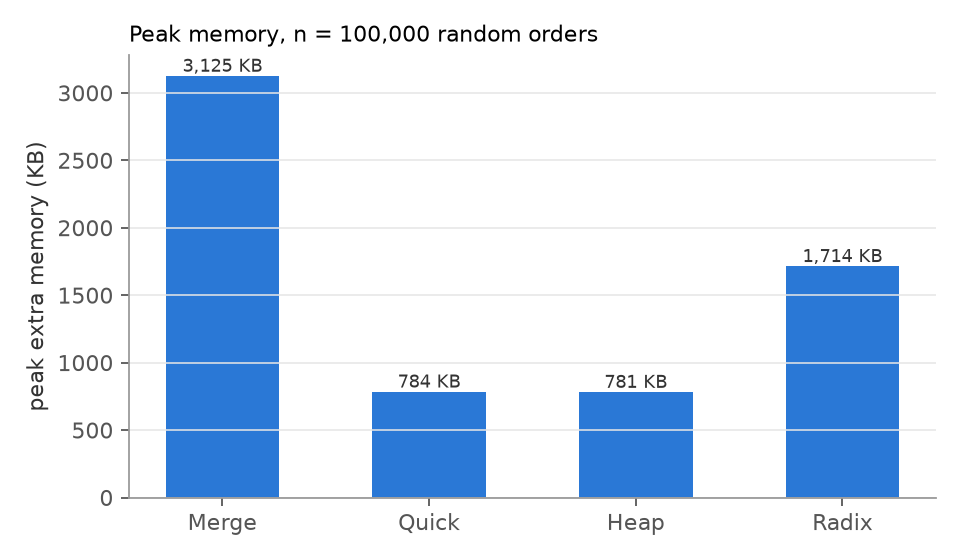 Peak memory, n = 100,000 random orders
peak extra memory (KB)
3000
2500
2000
1500
1000
500
0
3,125 KB
784 KB
781 KB
1,714 KB
Merge
Quick
Heap
Radix